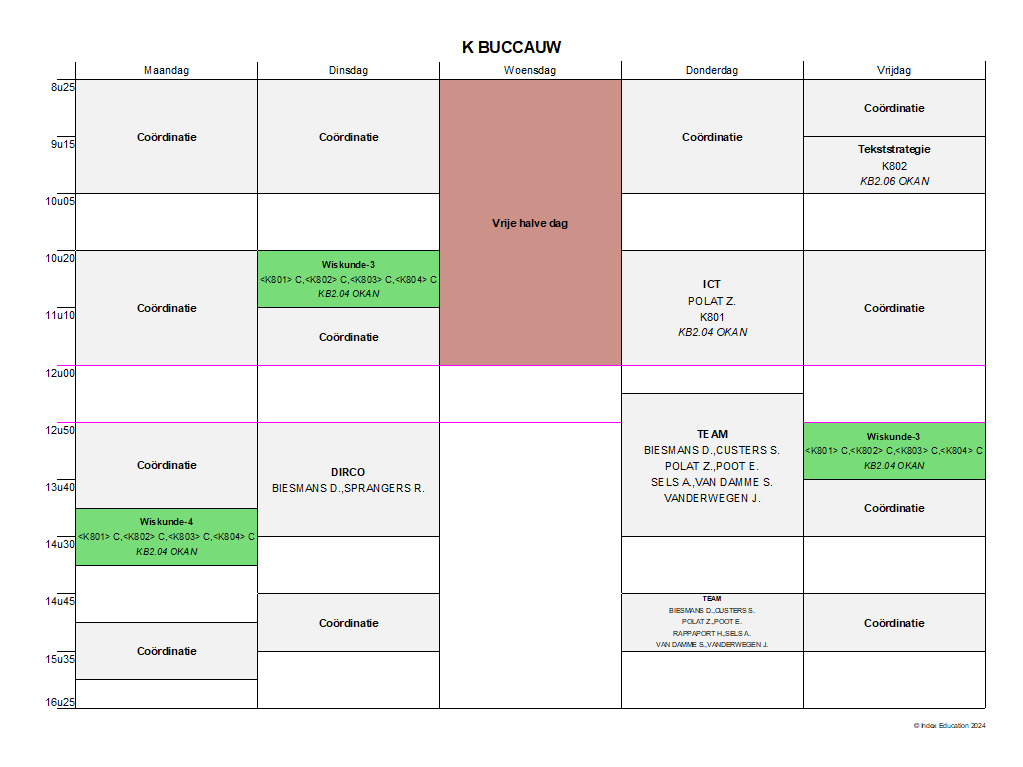 K BUCCAUW
Maandag
Dinsdag
Woensdag
Donderdag
Vrijdag
8u25
9u15
10u05
10u20
11u10
12u00
12u50
13u40
14u30
14u45
15u35
16u25
Coördinatie
Coördinatie
Coördinatie
Wiskunde-4
<K801> C,<K802> C,<K803> C,<K804> C
KB2.04 OKAN
Coördinatie
Coördinatie
Wiskunde-3
<K801> C,<K802> C,<K803> C,<K804> C
KB2.04 OKAN
Coördinatie
DIRCO
BIESMANS D.,SPRANGERS R.
Coördinatie
Vrije halve dag
Coördinatie
ICT
POLAT Z.
K801
KB2.04 OKAN
TEAM
BIESMANS D.,CUSTERS S.
POLAT Z.,POOT E.
SELS A.,VAN DAMME S.
VANDERWEGEN J.
TEAM
BIESMANS D.,CUSTERS S.
POLAT Z.,POOT E.
RAPPAPORT H.,SELS A.
VAN DAMME S.,VANDERWEGEN J.
Coördinatie
Tekststrategie
K802
KB2.06 OKAN
Coördinatie
Wiskunde-3
<K801> C,<K802> C,<K803> C,<K804> C
KB2.04 OKAN
Coördinatie
Coördinatie
© Index Education 2024